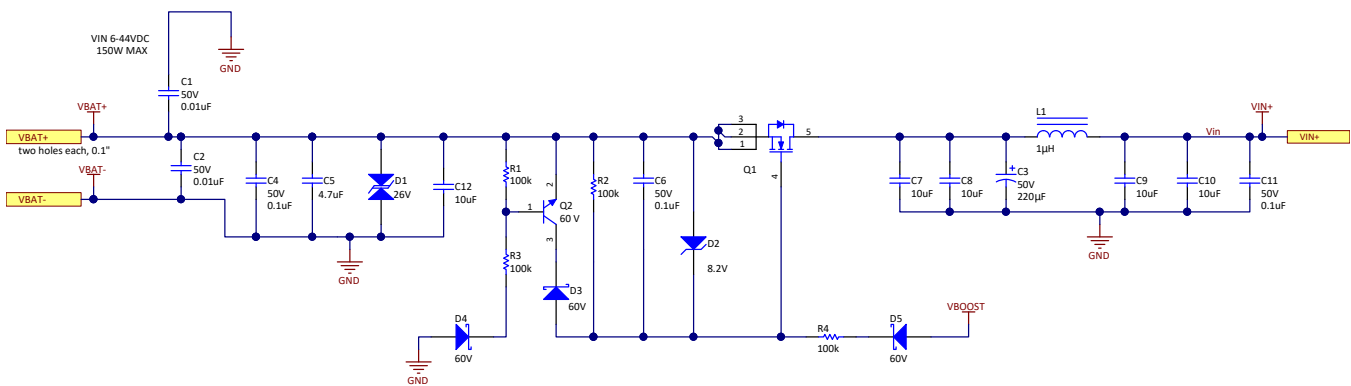 VIN 6-44VDC
150W MAX
GND
C1
50V
0.01uF
VBAT+
VBAT+
two holes each, 0.1"
VBAT-
VBAT-
C2
50V
0.01uF
C4
50V
0.1uF
C5
4.7uF
D1
26V
C12
10uF
GND
R1
100k
R3
100k
2
1
3
Q2
60 V
D3
60V
D4
60V
GND
R2
100k
C6
50V
0.1uF
D2
8.2V
3
2
1
Q1
5
4
R4
100k
D5
60V
VBOOST
C7
10uF
C8
10uF
C3
50V
220µF
L1
1µH
GND
C9
10uF
C10
10uF
C11
50V
0.1uF
Vin
VIN+
VIN+